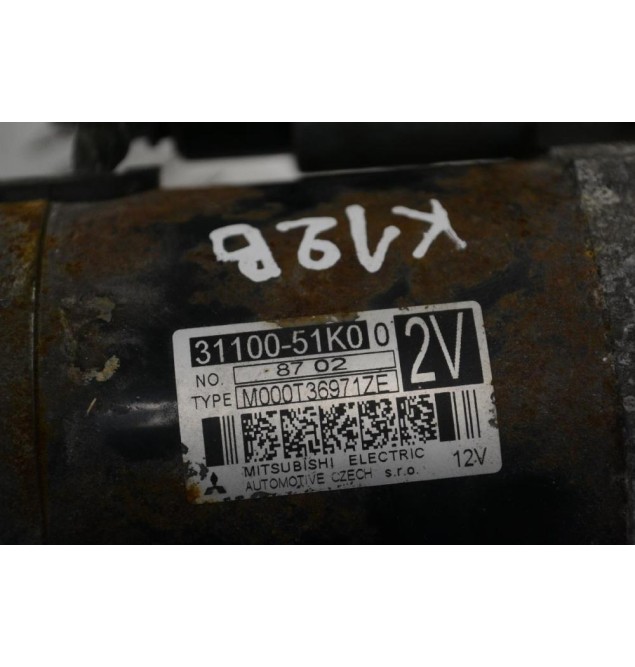 K12B
31100-51K0 0 2V
NO. 87 02
TYPE M000T36971ZE
MITSUBISHI ELECTRIC 12V
AUTOMOTIVE CZECH s.r.o.